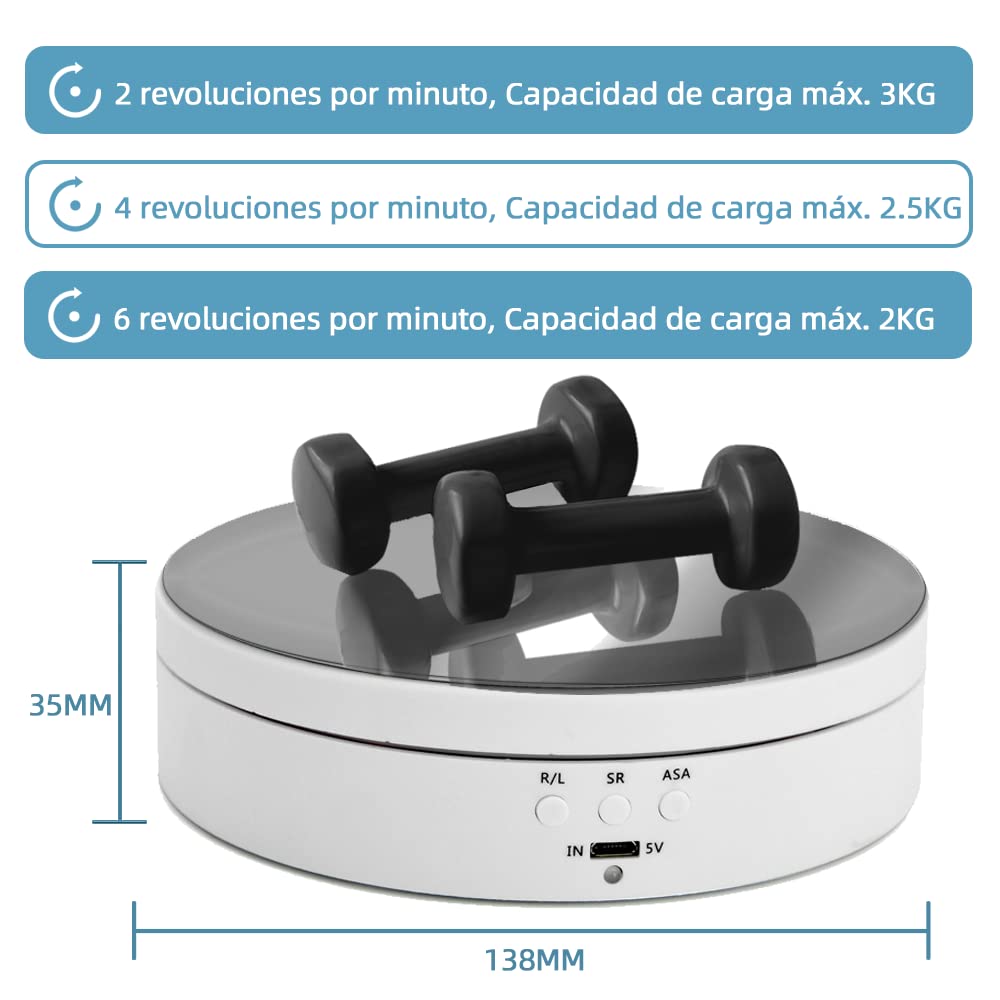 2 revoluciones por minuto, Capacidad de carga máx. 3KG
4 revoluciones por minuto, Capacidad de carga máx. 2.5KG
6 revoluciones por minuto, Capacidad de carga máx. 2KG
35MM
R/L SR ASA
IN 5V
138MM